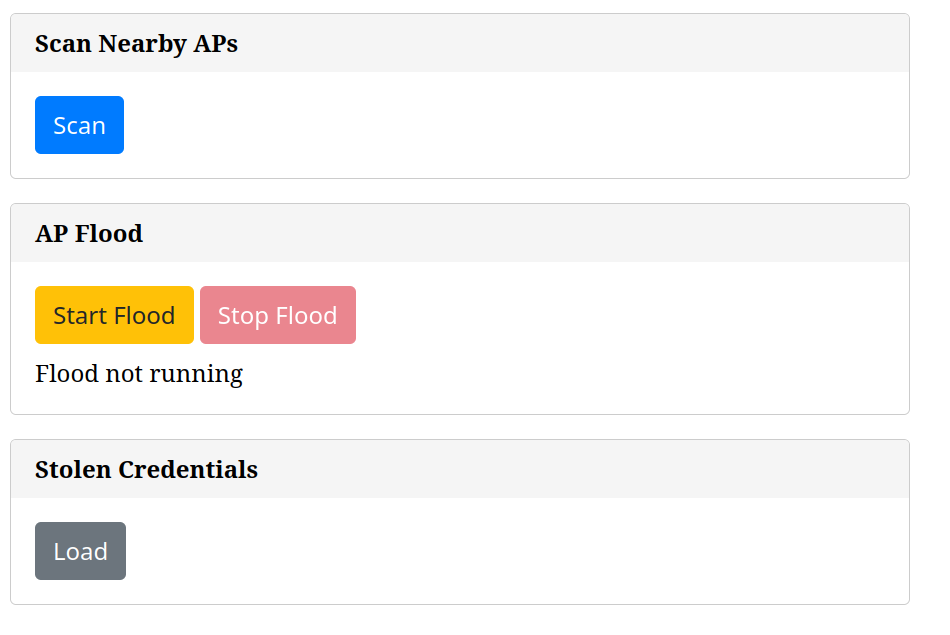 Scan Nearby APs
Scan
AP Flood
Start Flood Stop Flood
Flood not running
Stolen Credentials
Load